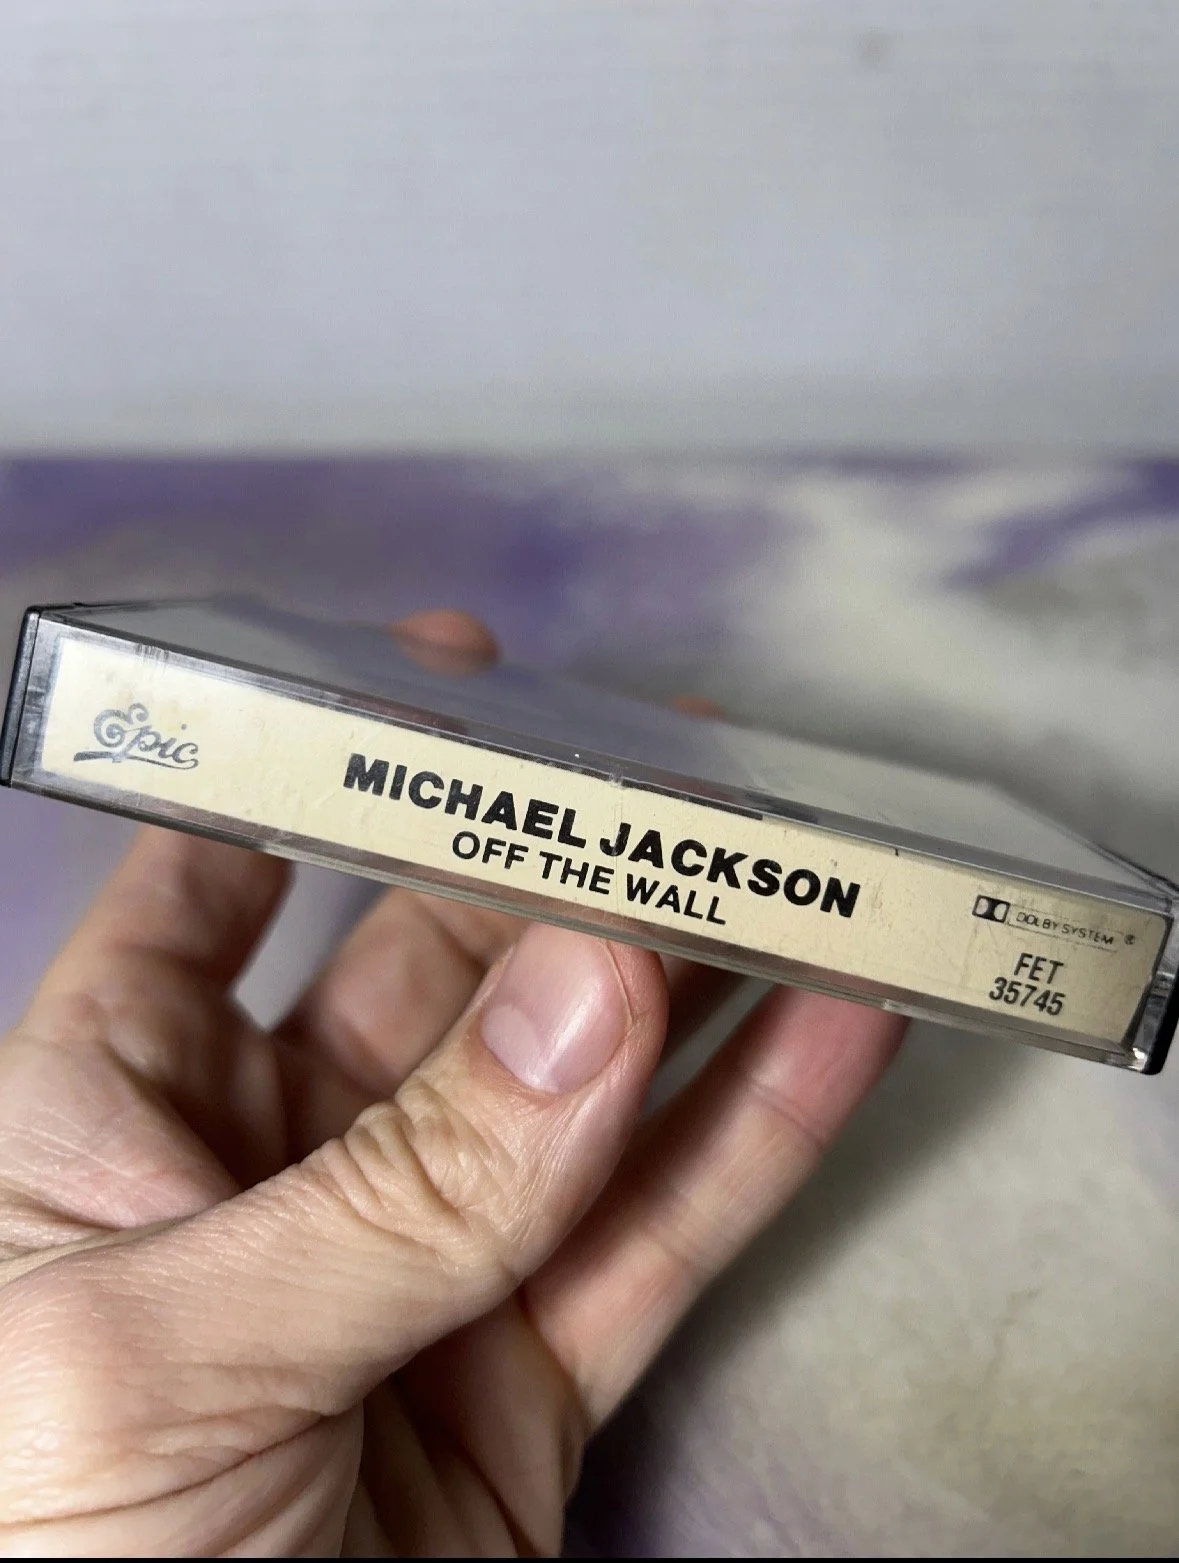 Epic
MICHAEL JACKSON
OFF THE WALL
DOLBY SYSTEM ®
FET
35745